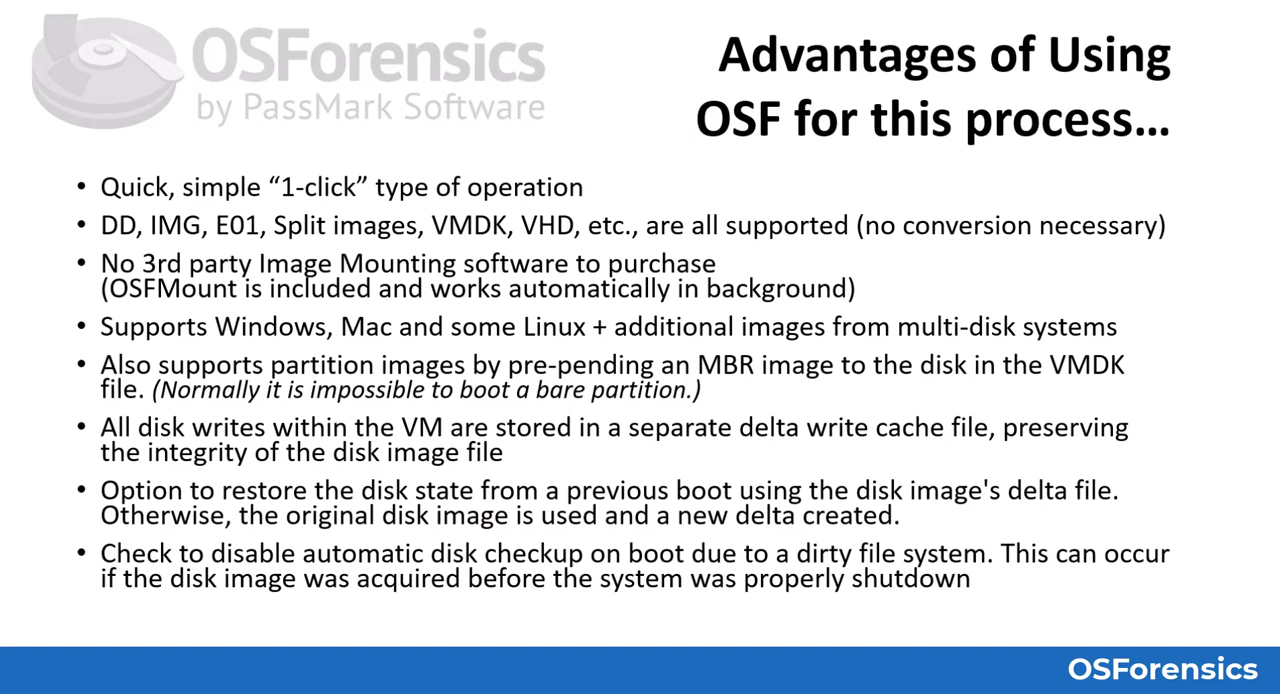 OSForensics
by PassMark Software
Advantages of Using
OSF for this process…
• Quick, simple “1-click” type of operation
• DD, IMG, E01, Split images, VMDK, VHD, etc., are all supported (no conversion necessary)
• No 3rd party Image Mounting software to purchase
(OSFMount is included and works automatically in background)
• Supports Windows, Mac and some Linux + additional images from multi-disk systems
• Also supports partition images by pre-pending an MBR image to the disk in the VMDK
file. (Normally it is impossible to boot a bare partition.)
• All disk writes within the VM are stored in a separate delta write cache file, preserving
the integrity of the disk image file
• Option to restore the disk state from a previous boot using the disk image's delta file.
Otherwise, the original disk image is used and a new delta created.
• Check to disable automatic disk checkup on boot due to a dirty file system. This can occur
if the disk image was acquired before the system was properly shutdown
OSForensics